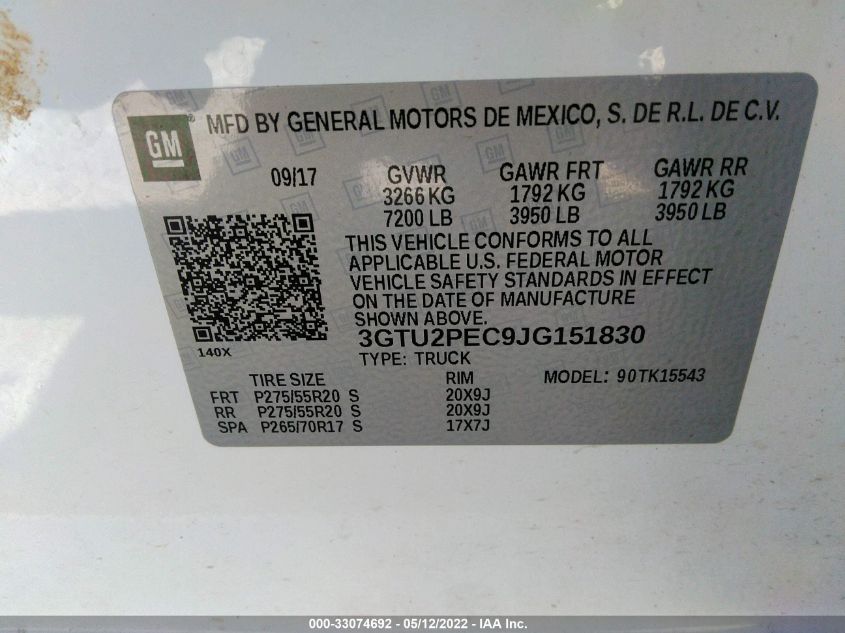 GM ® MFD BY GENERAL MOTORS DE MEXICO, S. DE R.L. DE C.V.
09/17 GVWR GAWR FRT GAWR RR
3266 KG 1792 KG 1792 KG
7200 LB 3950 LB 3950 LB
THIS VEHICLE CONFORMS TO ALL
APPLICABLE U.S. FEDERAL MOTOR
VEHICLE SAFETY STANDARDS IN EFFECT
ON THE DATE OF MANUFACTURE
SHOWN ABOVE.
3GTU2PEC9JG151830
140X TYPE: TRUCK
TIRE SIZE RIM MODEL: 90TK15543
FRT P275/55R20 S 20X9J
RR P275/55R20 S 20X9J
SPA P265/70R17 S 17X7J
000-33074692 - 05/12/2022 - IAA Inc.